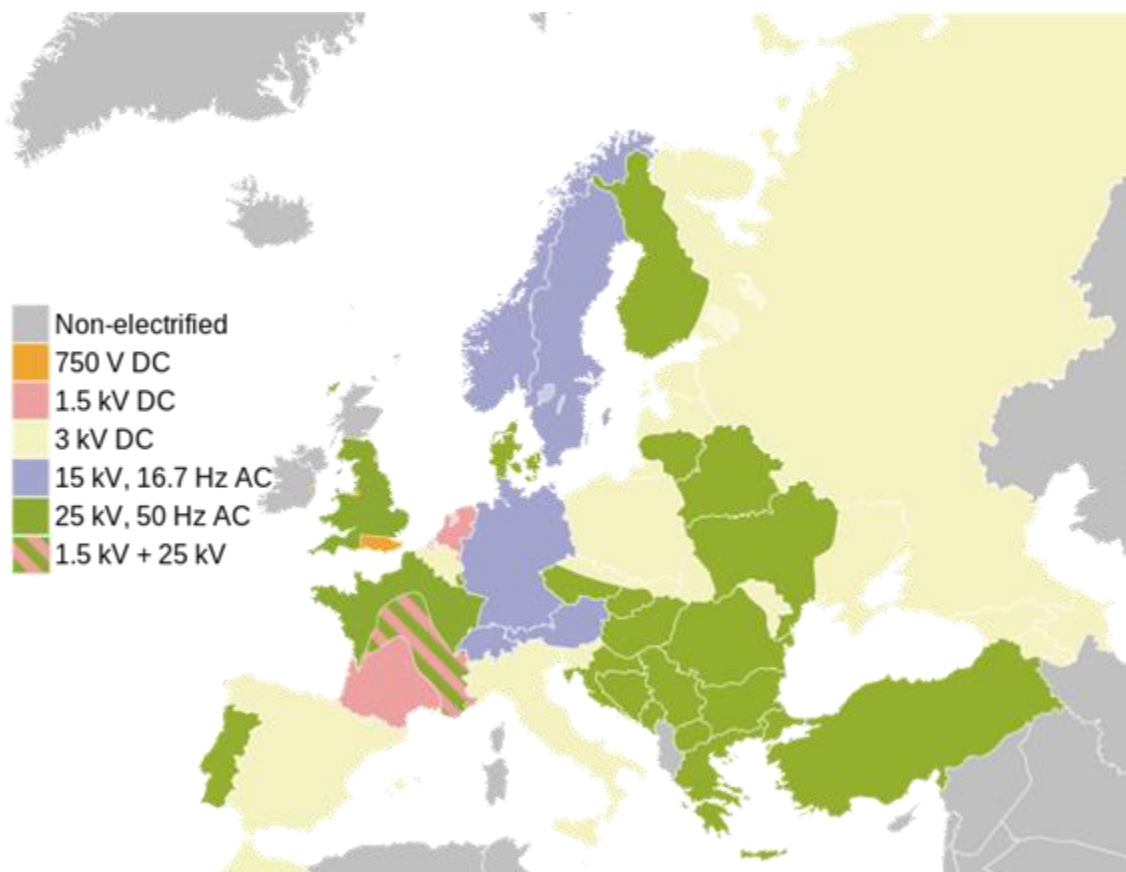 Non-electrified
750 V DC
1.5 kV DC
3 kV DC
15 kV, 16.7 Hz AC
25 kV, 50 Hz AC
1.5 kV + 25 kV